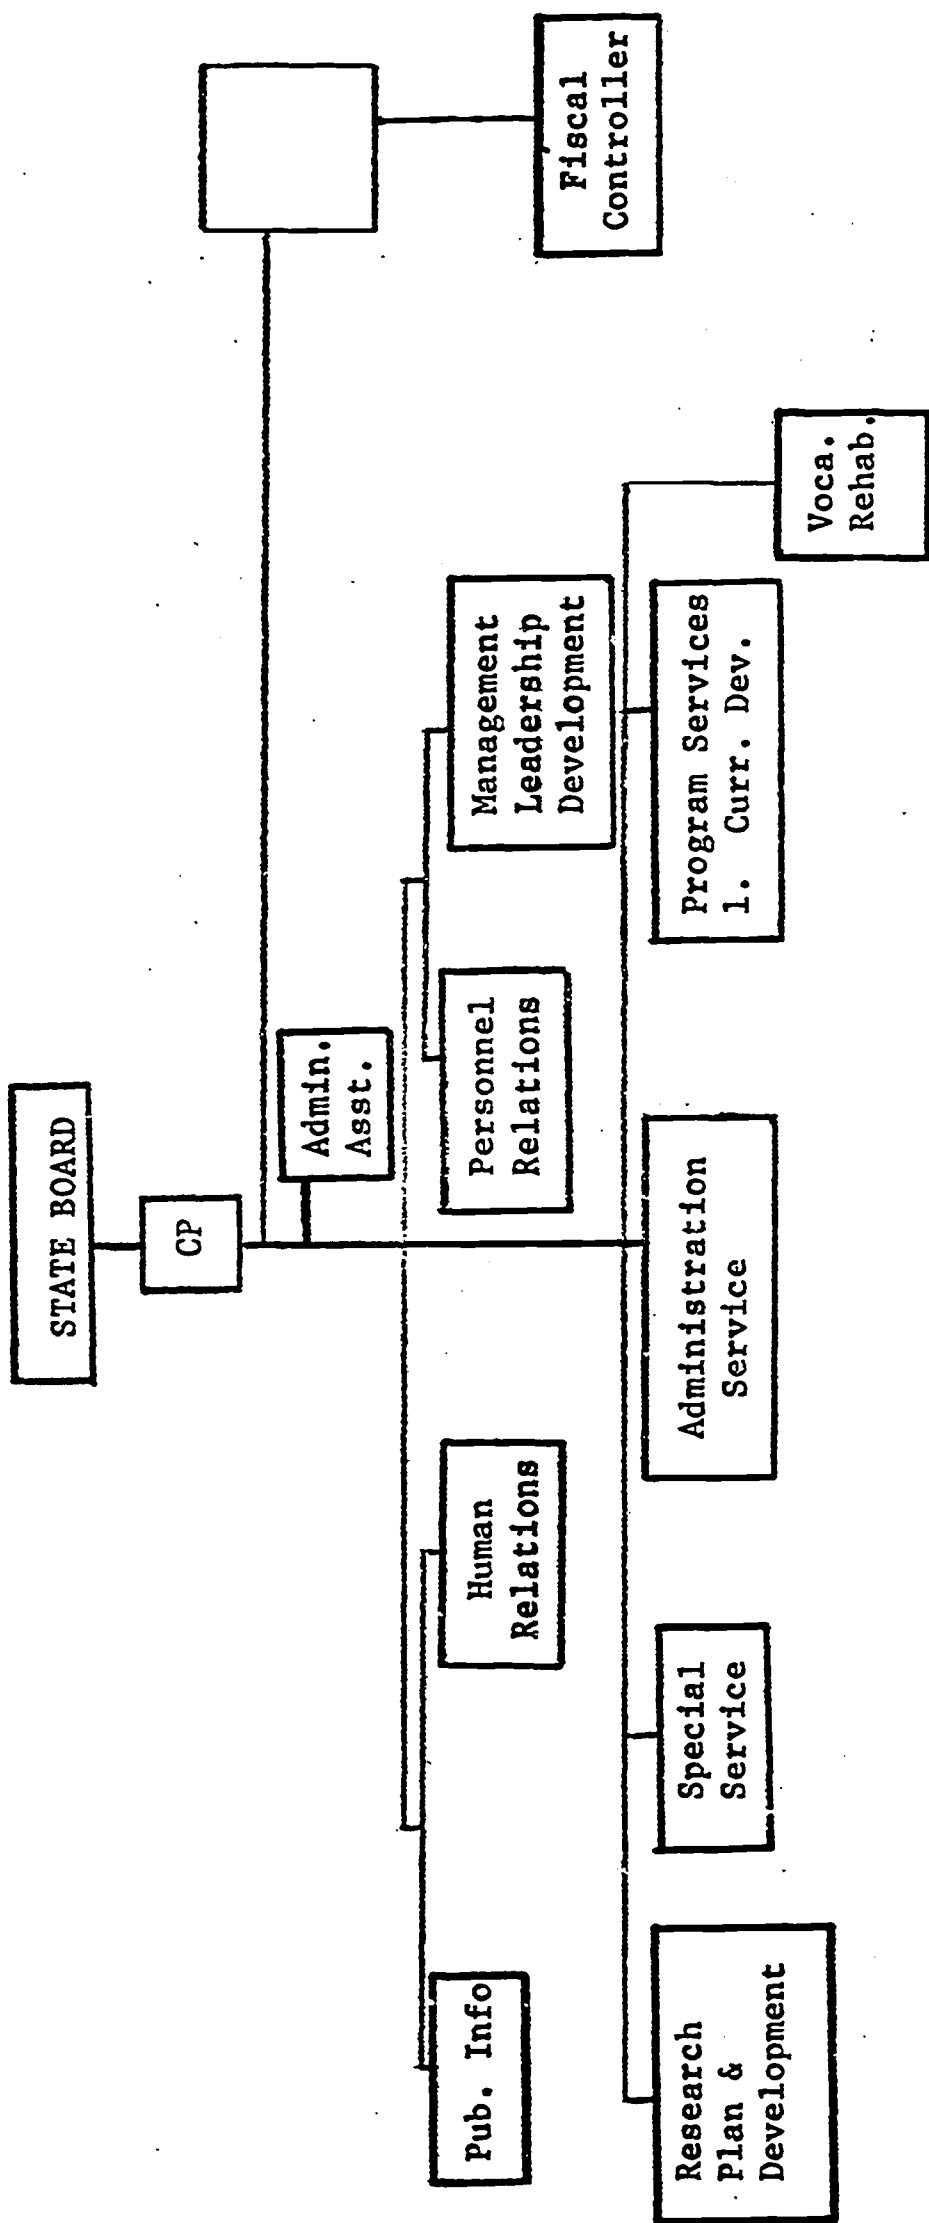 STATE BOARD
CP
Admin.
Asst.
Fiscal
Controller
Pub. Info
Human
Relations
Personnel
Relations
Management
Leadership
Development
Research
Plan &
Development
Special
Service
Administration
Service
Program Services
1. Curr. Dev.
Voca.
Rehab.